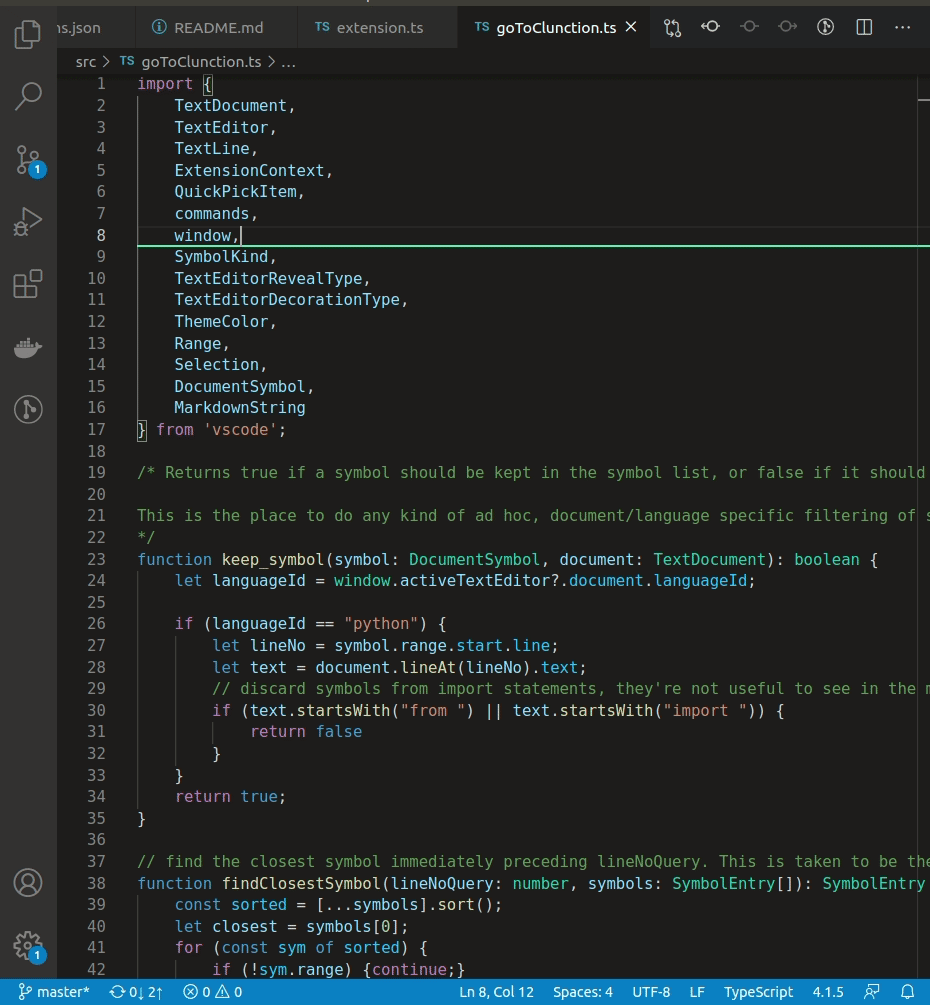 ns.json
README.md
TS extension.ts
TS goToClunction.ts
src > TS goToClunction.ts > ...
1 import {
2     TextDocument,
3     TextEditor,
4     TextLine,
5     ExtensionContext,
6     QuickPickItem,
7     commands,
8     window,
9     SymbolKind,
10     TextEditorRevealType,
11     TextEditorDecorationType,
12     ThemeColor,
13     Range,
14     Selection,
15     DocumentSymbol,
16     MarkdownString
17 } from 'vscode';
18
19 /* Returns true if a symbol should be kept in the symbol list, or false if it should
20
21 This is the place to do any kind of ad hoc, document/language specific filtering of s
22 */
23 function keep_symbol(symbol: DocumentSymbol, document: TextDocument): boolean {
24     let languageId = window.activeTextEditor?.document.languageId;
25
26     if (languageId == "python") {
27         let lineNo = symbol.range.start.line;
28         let text = document.lineAt(lineNo).text;
29         // discard symbols from import statements, they're not useful to see in the m
30         if (text.startsWith("from ") || text.startsWith("import ")) {
31             return false
32         }
33     }
34     return true;
35 }
36
37 // find the closest symbol immediately preceding lineNoQuery. This is taken to be the
38 function findClosestSymbol(lineNoQuery: number, symbols: SymbolEntry[]): SymbolEntry
39     const sorted = [...symbols].sort();
40     let closest = symbols[0];
41     for (const sym of sorted) {
42         if (!sym.range) {continue;}
1
1
master* 0↓ 2↑ 0 0 Ln 8, Col 12 Spaces: 4 UTF-8 LF TypeScript 4.1.5